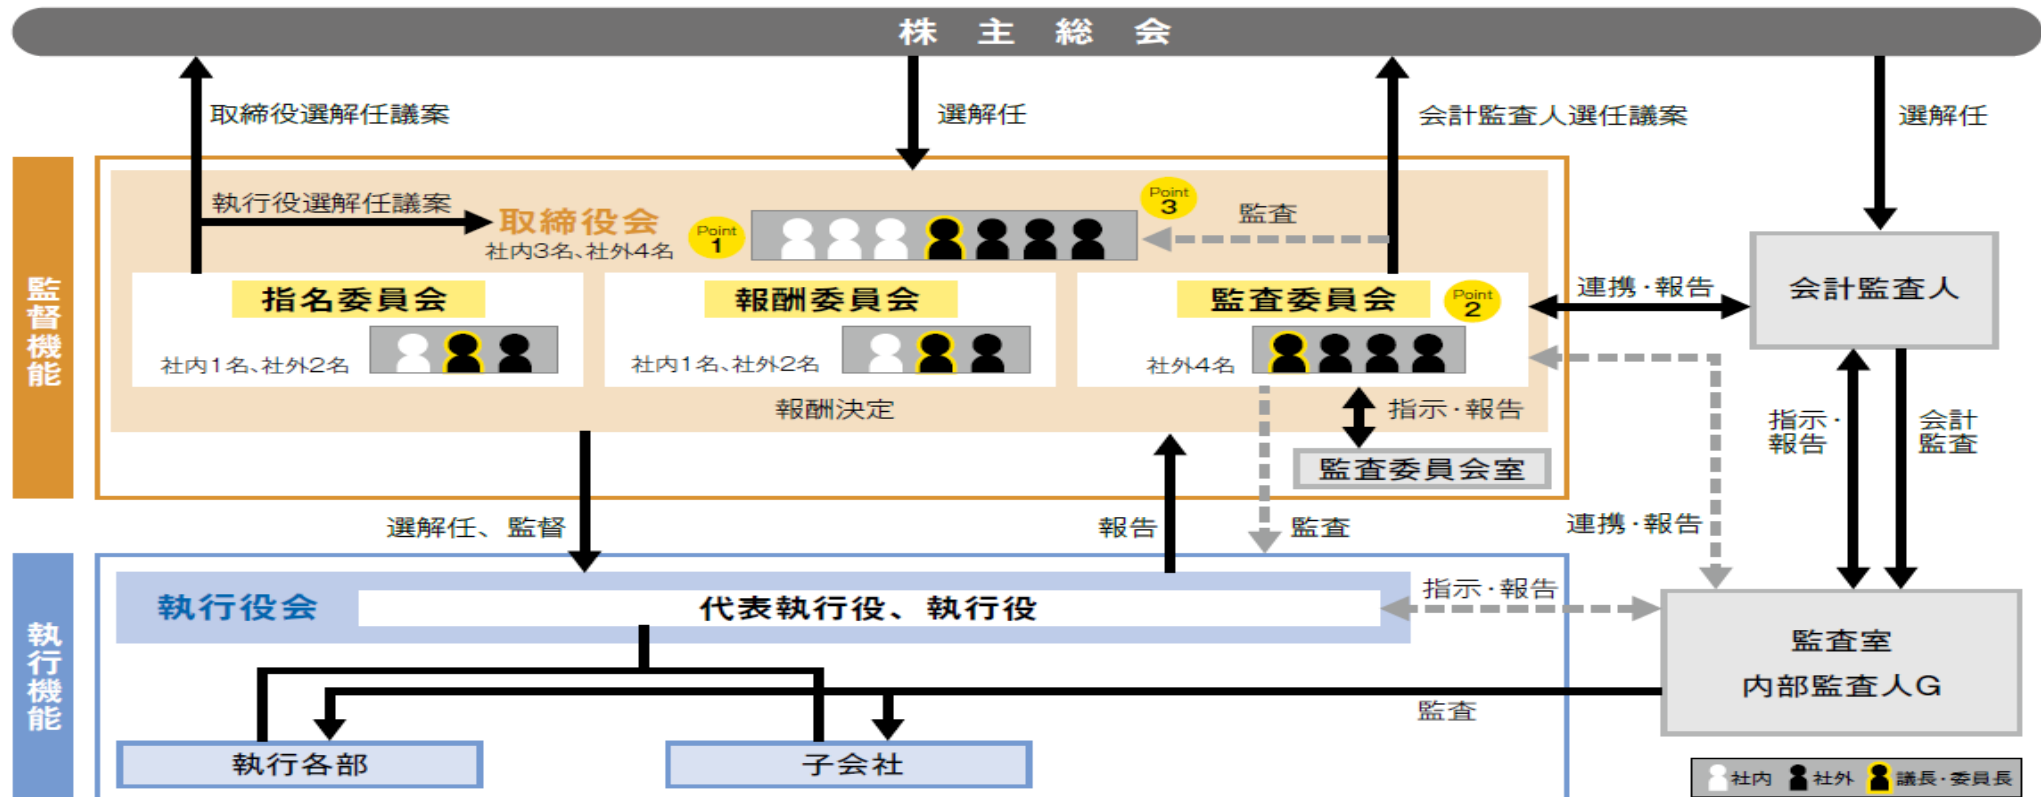 株主総会
取締役選解任議案
選解任
会計監査人選任議案
選解任
監督機能
執行役選解任議案
取締役会
社内3名、社外4名
Point
1
Point
3
監査
指名委員会
社内1名、社外2名
報酬委員会
社内1名、社外2名
監査委員会
Point
2
社外4名
連携・報告
会計監査人
報酬決定
指示・報告
監査委員会室
指示・
報告
会計
監査
選解任、監督
報告
監査
連携・報告
執行機能
執行役会
代表執行役、執行役
指示・報告
監査室
内部監査人G
監査
執行各部
子会社
社内 社外 議長・委員長